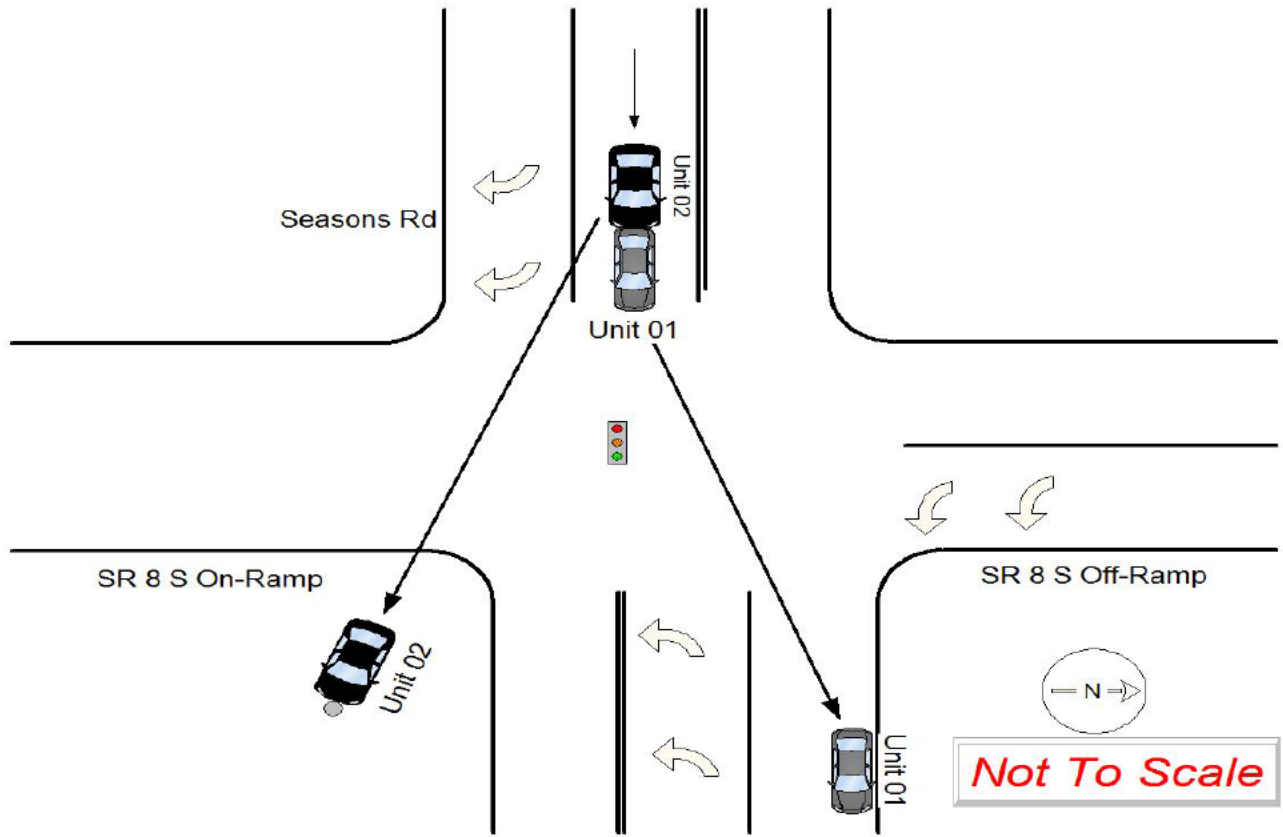 Unit 02
Seasons Rd
Unit 01
SR 8 S On-Ramp
SR 8 S Off-Ramp
Unit 02
N
Unit 01
Not To Scale